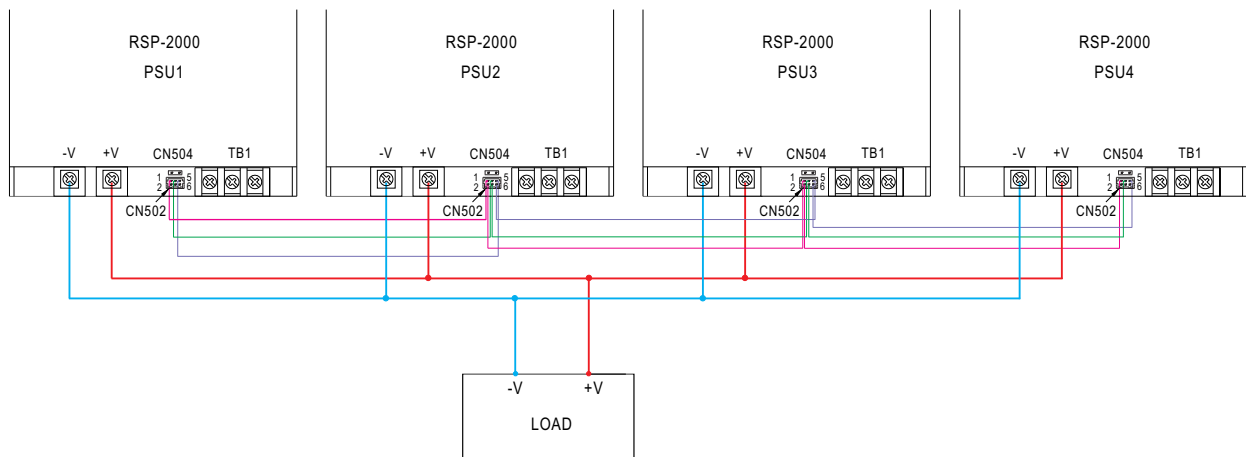 RSP-2000 RSP-2000 RSP-2000 RSP-2000
PSU1 PSU2 PSU3 PSU4
-V +V CN504 TB1 -V +V CN504 TB1 -V +V CN504 TB1 -V +V CN504 TB1
1 5 1 5 1 5 1 5
2 6 2 6 2 6 2 6
CN502 CN502 CN502 CN502
-V +V
LOAD